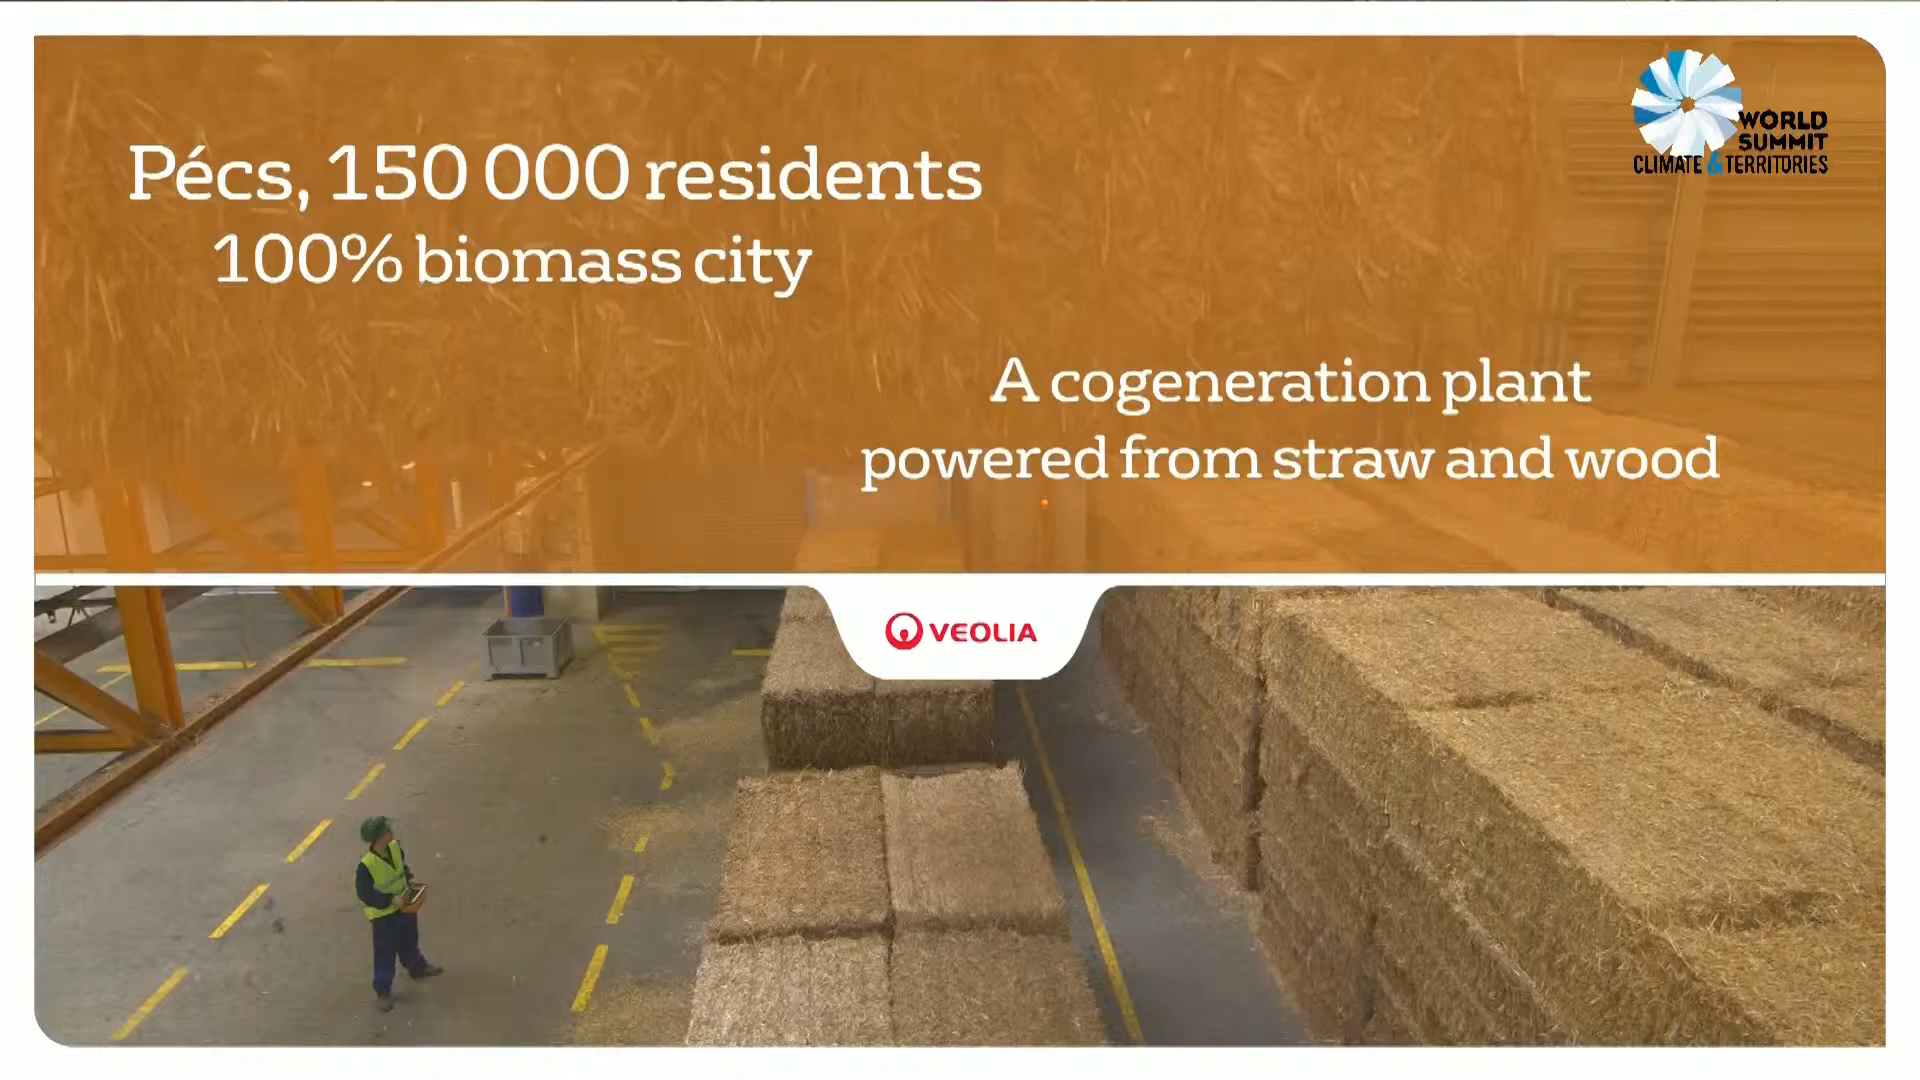 Pécs, 150 000 residents
100% biomass city
WORLD
SUMMIT
CLIMATE & TERRITORIES
A cogeneration plant
powered from straw and wood
VEOLIA